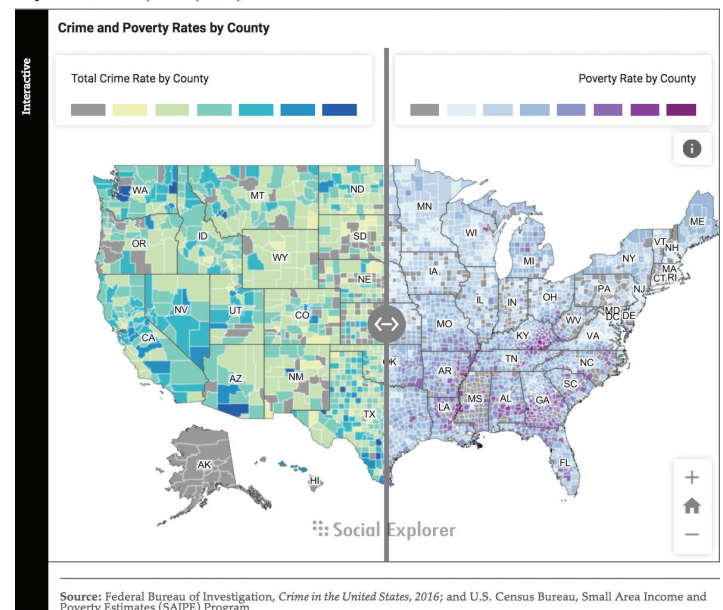 Crime and Poverty Rates by County
Interactive
Total Crime Rate by County
Poverty Rate by County
WA
MT
ND
MN
ME
OR
ID
SD
WI
VT
NH
WY
MI
NY
MA
CT RI
NE
IA
PA
NJ
NV
UT
CO
IL
IN
OH
MD
DC DE
CA
MO
KY
WV
VA
AZ
NM
OK
AR
TN
NC
SC
TX
LA
MS
AL
GA
FL
AK
HI
Social Explorer
Source: Federal Bureau of Investigation, Crime in the United States, 2016; and U.S. Census Bureau, Small Area Income and
Poverty Estimates (SAIPE) Program